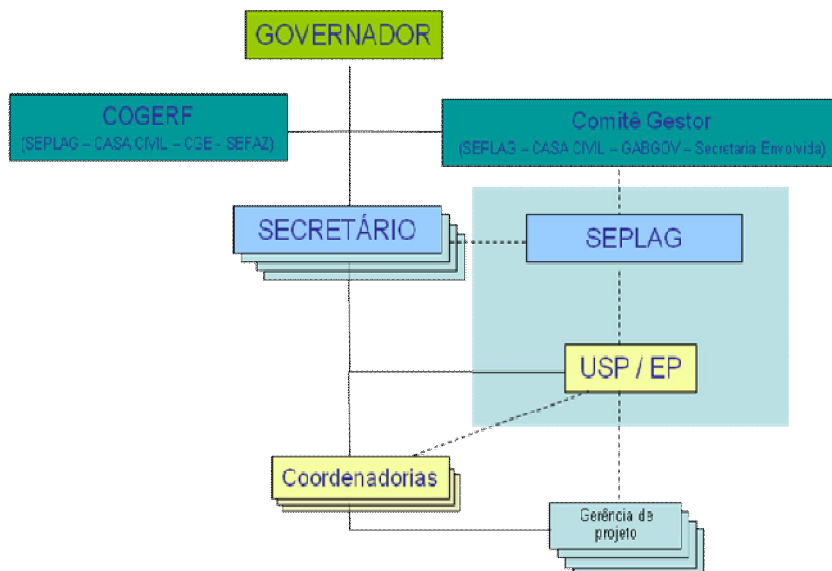 GOVERNADOR
COGERF
(SEPLAG – CASA CIVIL – CGE - SEFAZ)
Comitê Gestor
(SEPLAG – CASA CIVIL – GABGOV – Secretaria Envolvida)
SECRETÁRIO
SEPLAG
USP / EP
Coordenadorias
Gerência de
projeto